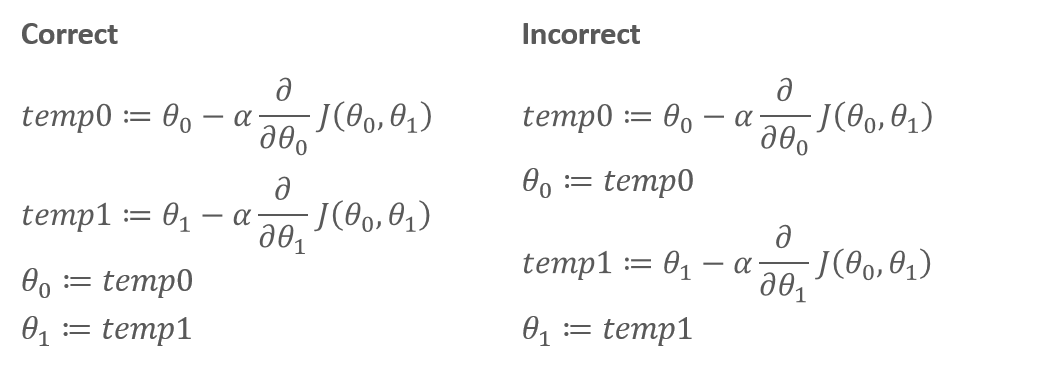 Correct
temp0 ≔ θ₀ − α ∂/∂θ₀ J(θ₀, θ₁)
temp1 ≔ θ₁ − α ∂/∂θ₁ J(θ₀, θ₁)
θ₀ ≔ temp0
θ₁ ≔ temp1
Incorrect
temp0 ≔ θ₀ − α ∂/∂θ₀ J(θ₀, θ₁)
θ₀ ≔ temp0
temp1 ≔ θ₁ − α ∂/∂θ₁ J(θ₀, θ₁)
θ₁ ≔ temp1